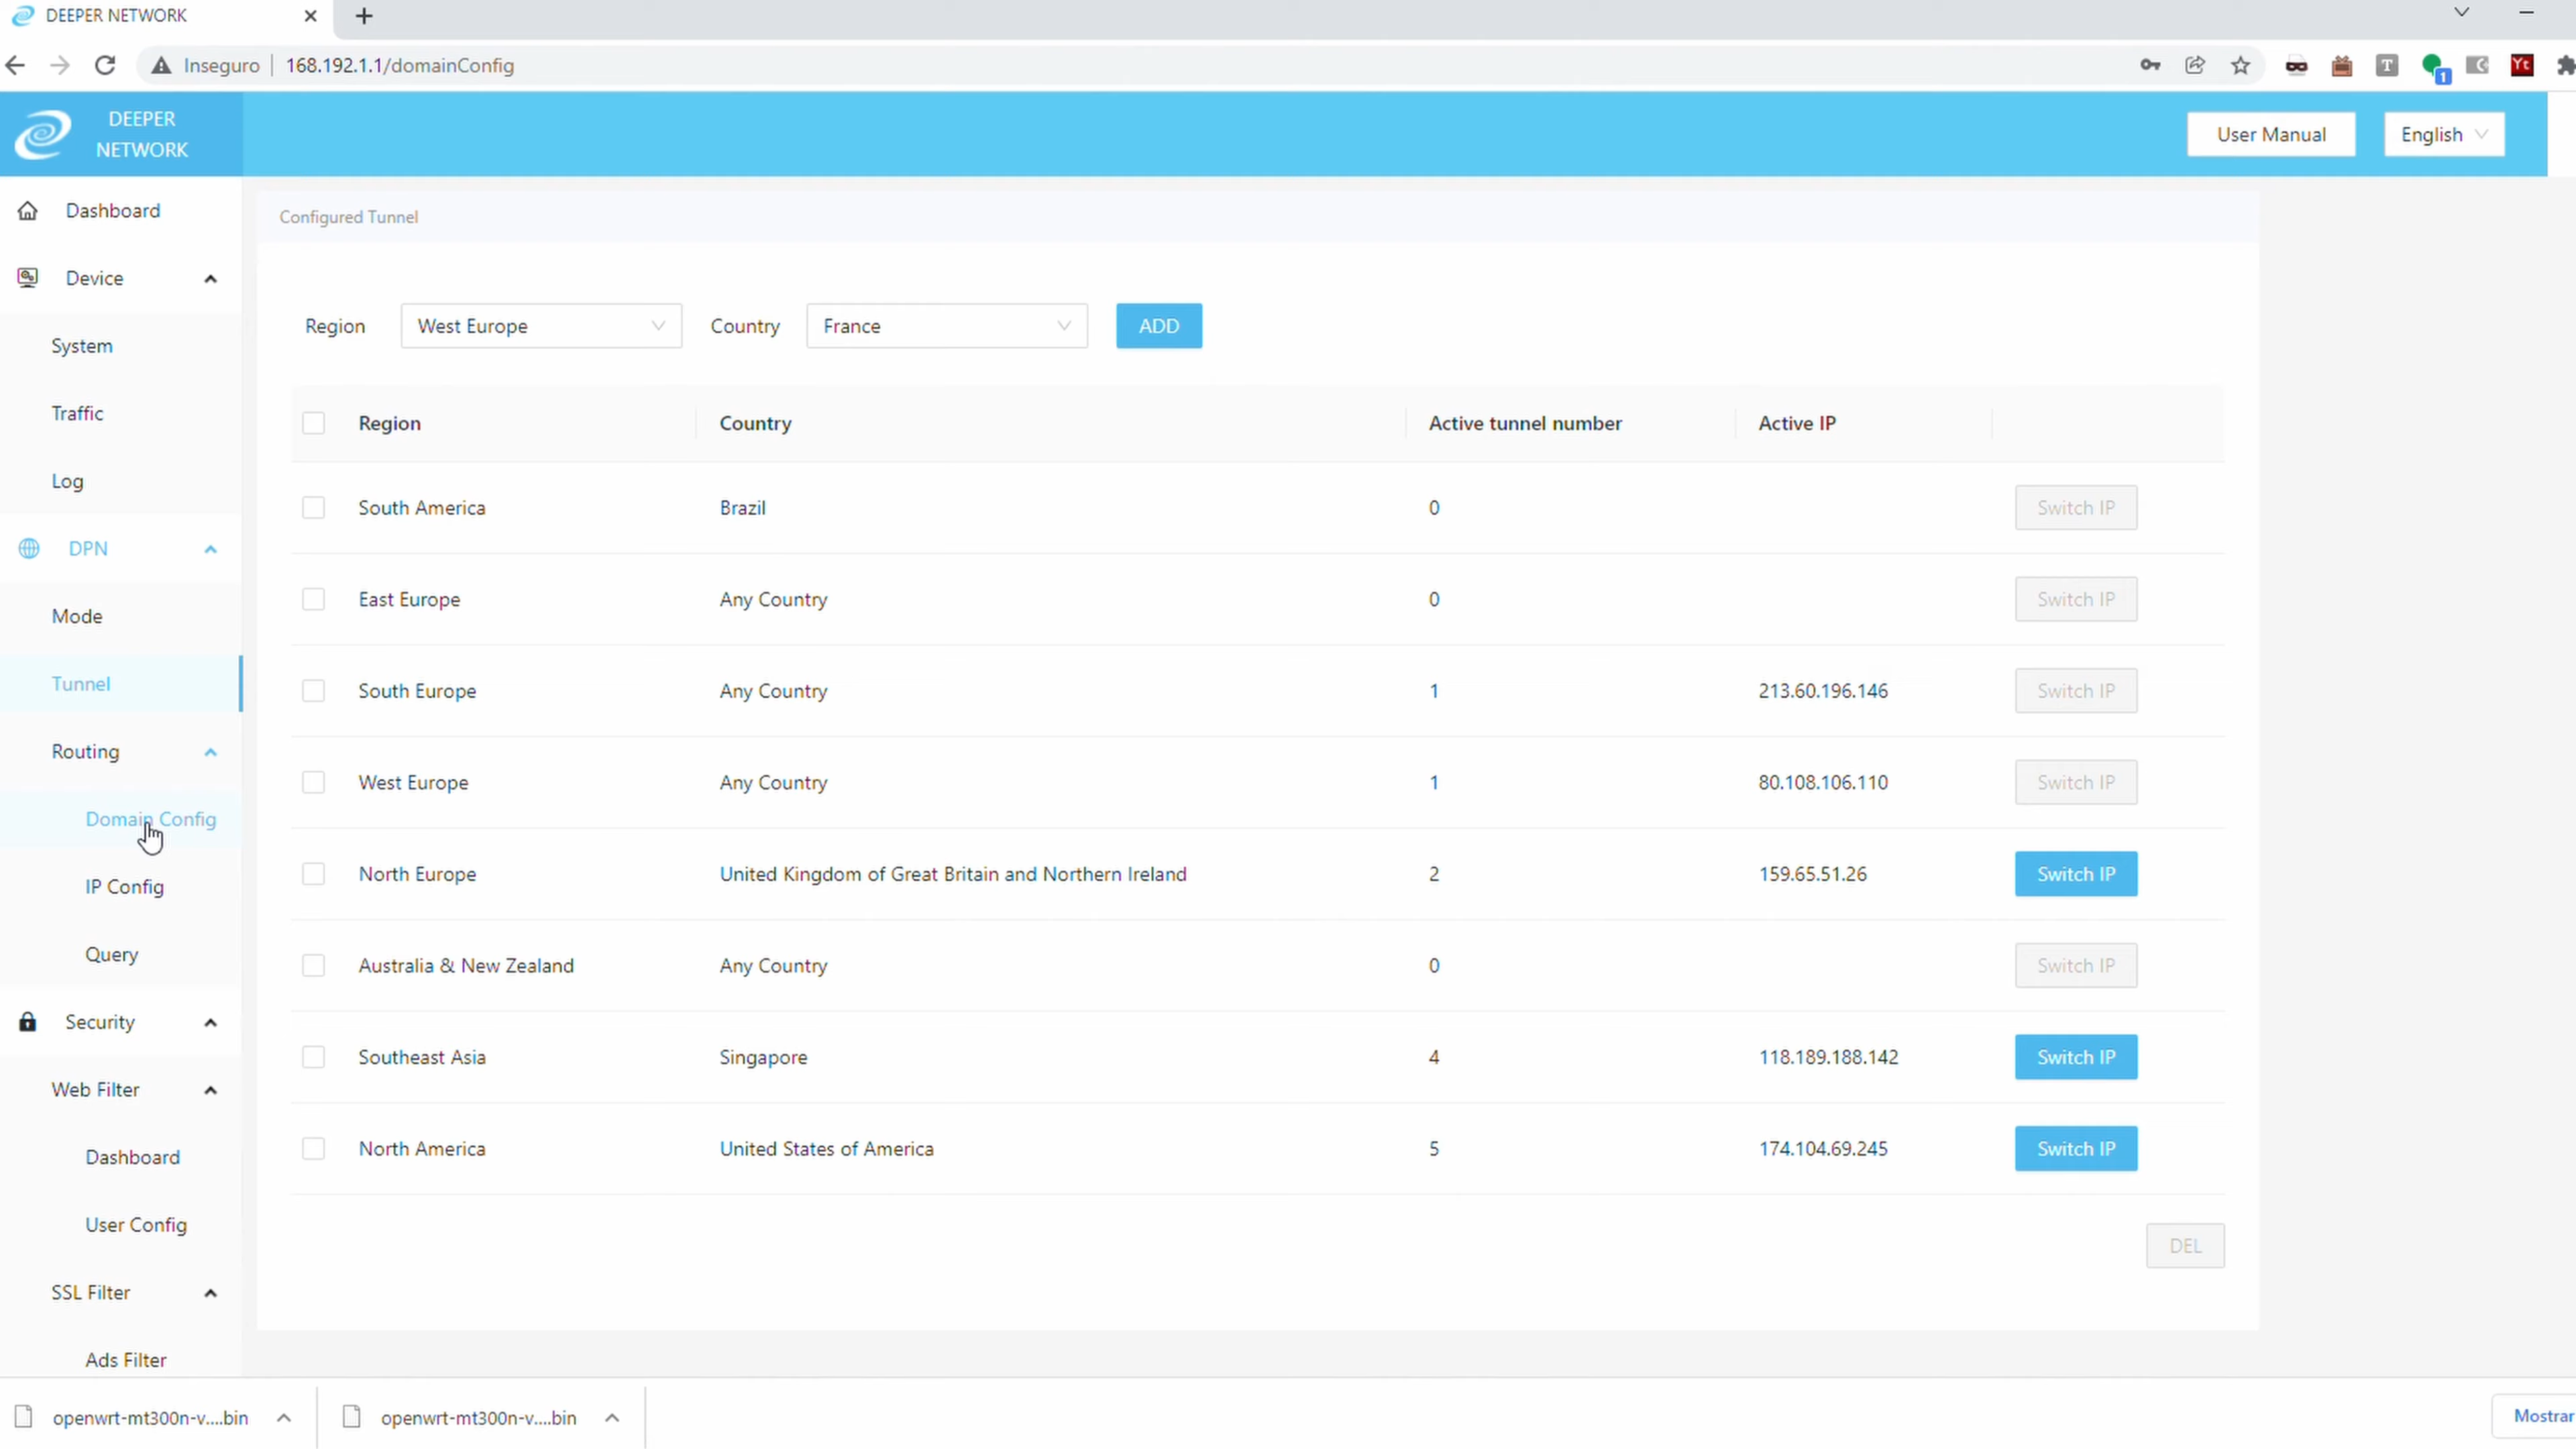 DEEPER NETWORK
Inseguro 168.192.1.1/domainConfig
T 1 Yt
DEEPER
NETWORK
User Manual English
Dashboard
Device
System
Traffic
Log
DPN
Mode
Tunnel
Routing
Domain Config
IP Config
Query
Security
Web Filter
Dashboard
User Config
SSL Filter
Ads Filter
Configured Tunnel
Region West Europe Country France ADD
Region Country Active tunnel number Active IP
South America Brazil 0 Switch IP
East Europe Any Country 0 Switch IP
South Europe Any Country 1 213.60.196.146 Switch IP
West Europe Any Country 1 80.108.106.110 Switch IP
North Europe United Kingdom of Great Britain and Northern Ireland 2 159.65.51.26 Switch IP
Australia & New Zealand Any Country 0 Switch IP
Southeast Asia Singapore 4 118.189.188.142 Switch IP
North America United States of America 5 174.104.69.245 Switch IP
DEL
openwrt-mt300n-v....bin openwrt-mt300n-v....bin Mostrar